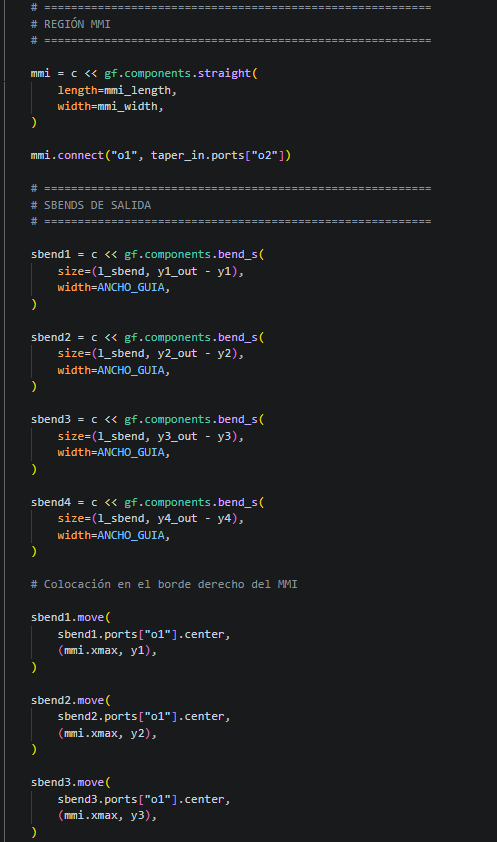 # ==========================================================
# REGIÓN MMI
# ==========================================================
mmi = c << gf.components.straight(
    length=mmi_length,
    width=mmi_width,
)
mmi.connect("o1", taper_in.ports["o2"])
# ==========================================================
# SBENDS DE SALIDA
# ==========================================================
sbend1 = c << gf.components.bend_s(
    size=(l_sbend, y1_out - y1),
    width=ANCHO_GUIA,
)
sbend2 = c << gf.components.bend_s(
    size=(l_sbend, y2_out - y2),
    width=ANCHO_GUIA,
)
sbend3 = c << gf.components.bend_s(
    size=(l_sbend, y3_out - y3),
    width=ANCHO_GUIA,
)
sbend4 = c << gf.components.bend_s(
    size=(l_sbend, y4_out - y4),
    width=ANCHO_GUIA,
)
# Colocación en el borde derecho del MMI
sbend1.move(
    sbend1.ports["o1"].center,
    (mmi.xmax, y1),
)
sbend2.move(
    sbend2.ports["o1"].center,
    (mmi.xmax, y2),
)
sbend3.move(
    sbend3.ports["o1"].center,
    (mmi.xmax, y3),
)